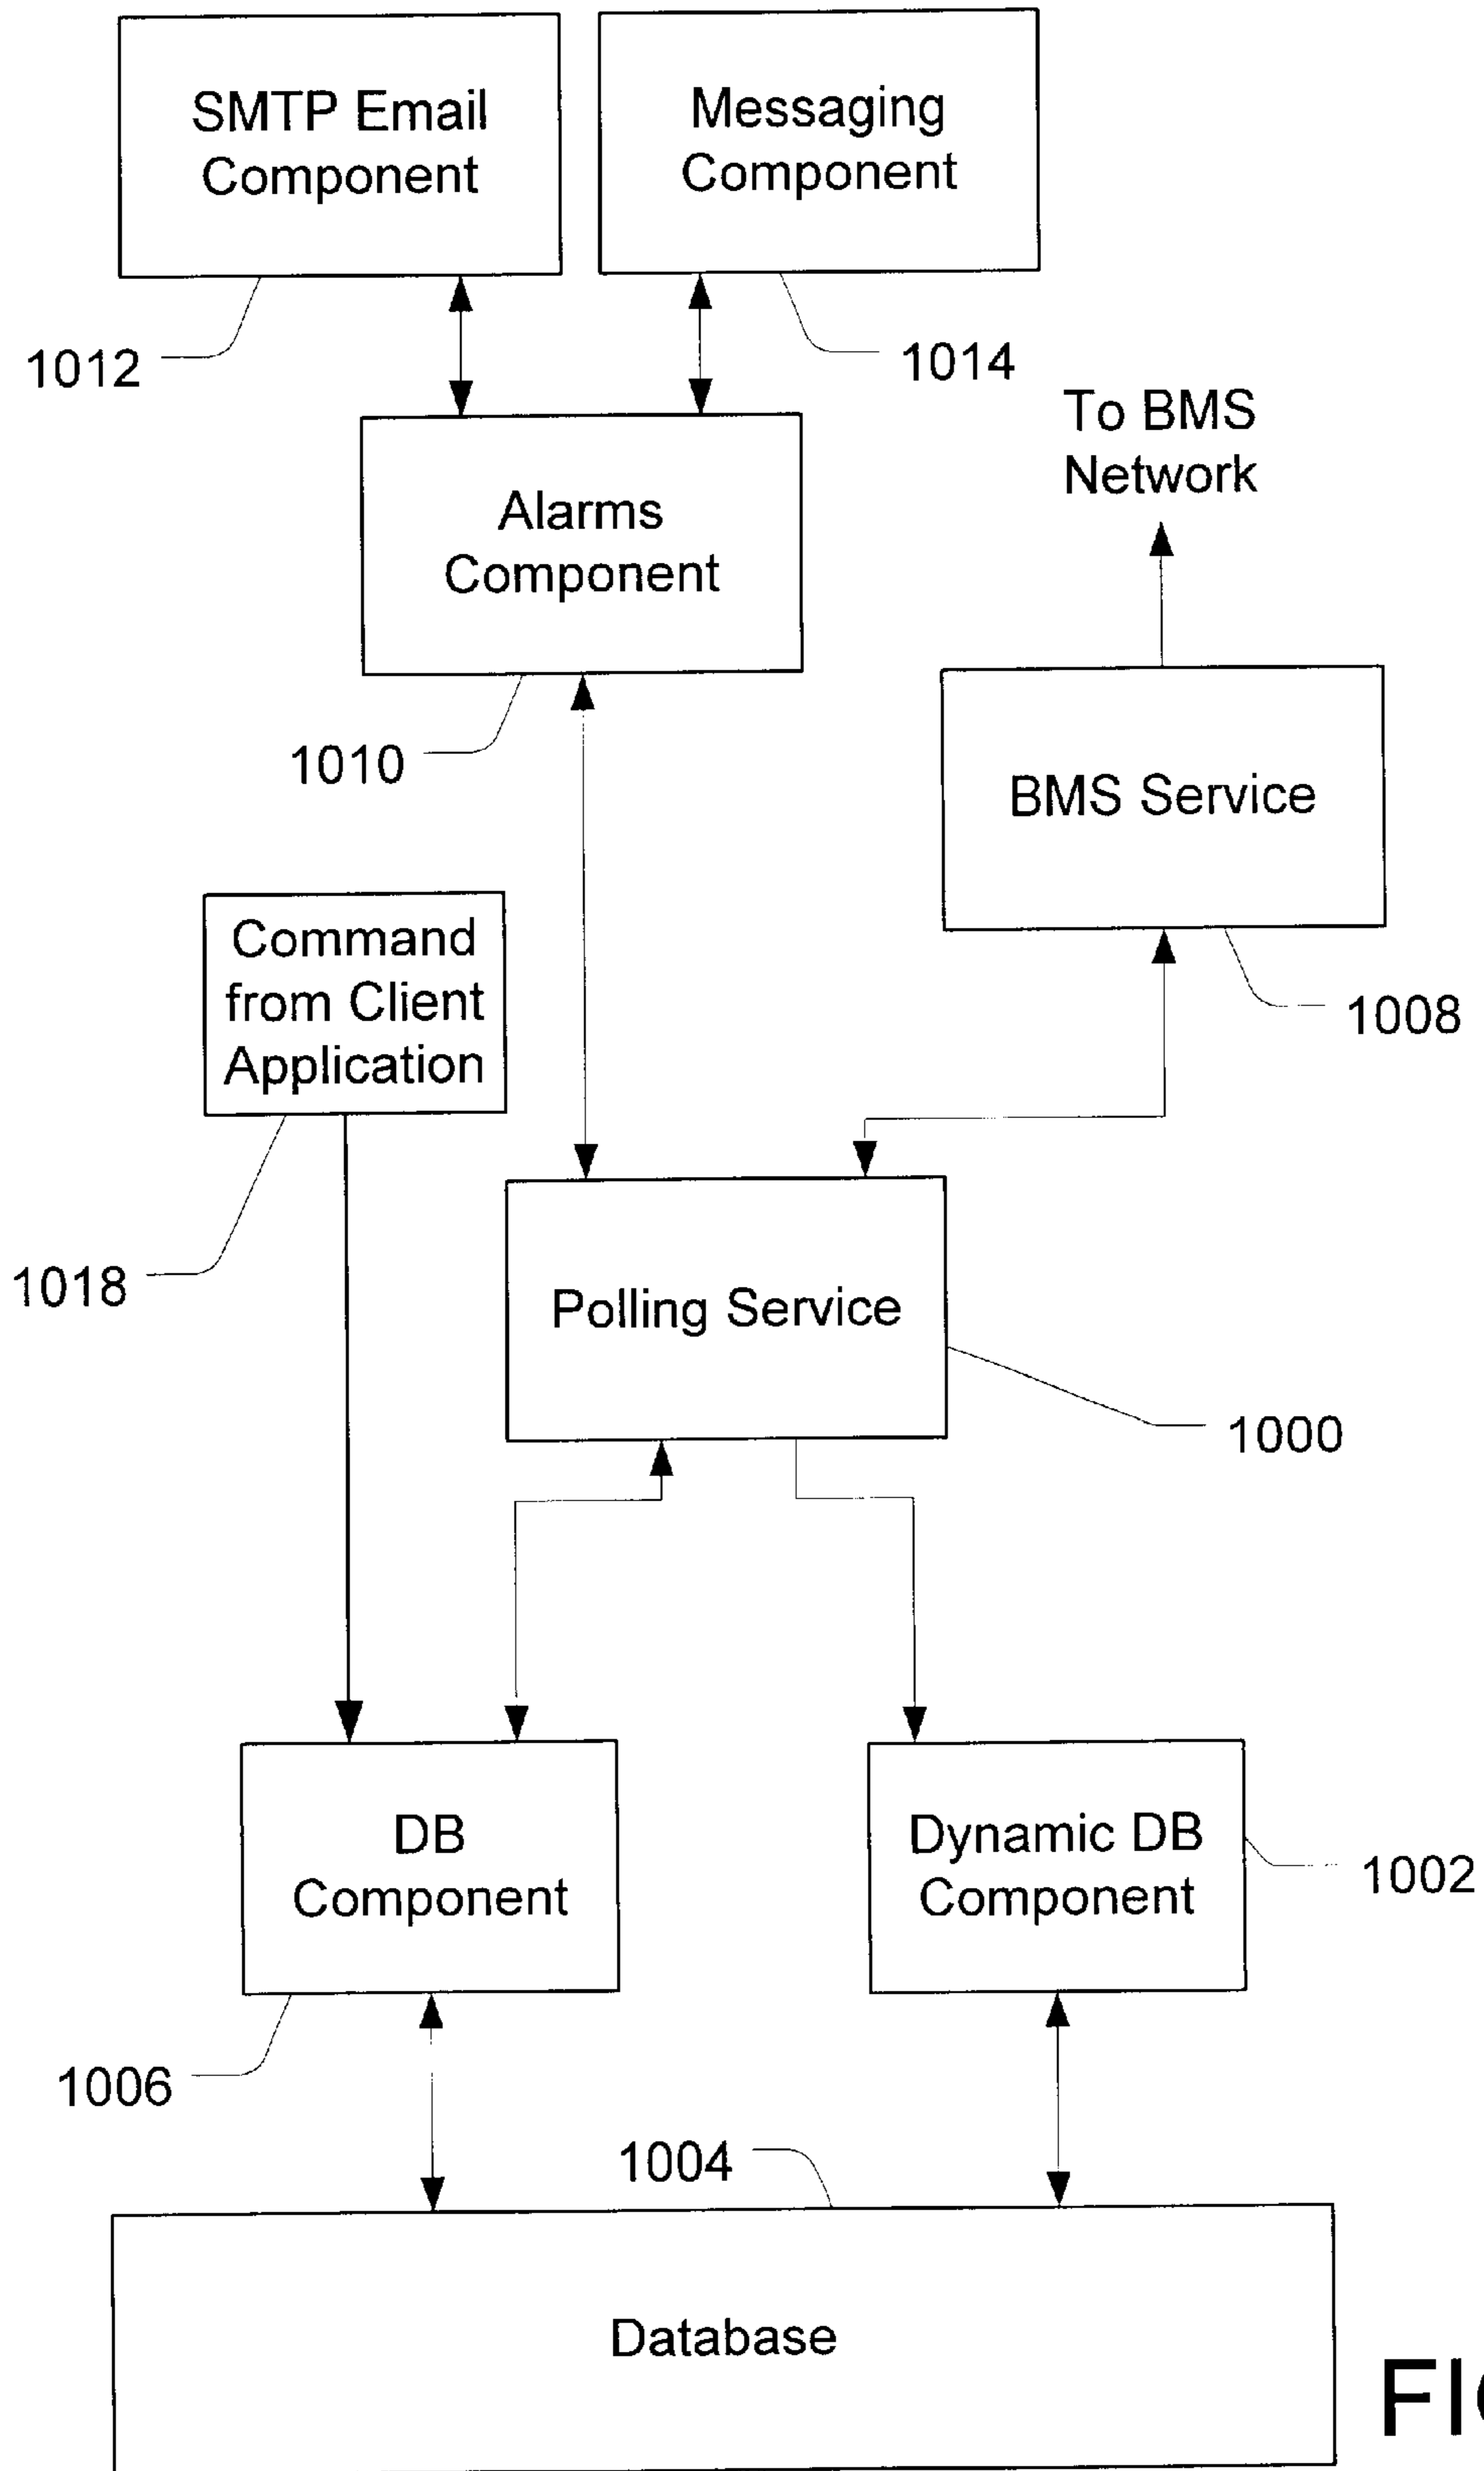 SMTP Email
Component
Messaging
Component
1012
1014
To BMS
Network
Alarms
Component
1010
BMS Service
Command
from Client
Application
1008
1018
Polling Service
1000
DB
Component
Dynamic DB
Component
1002
1006
1004
Database